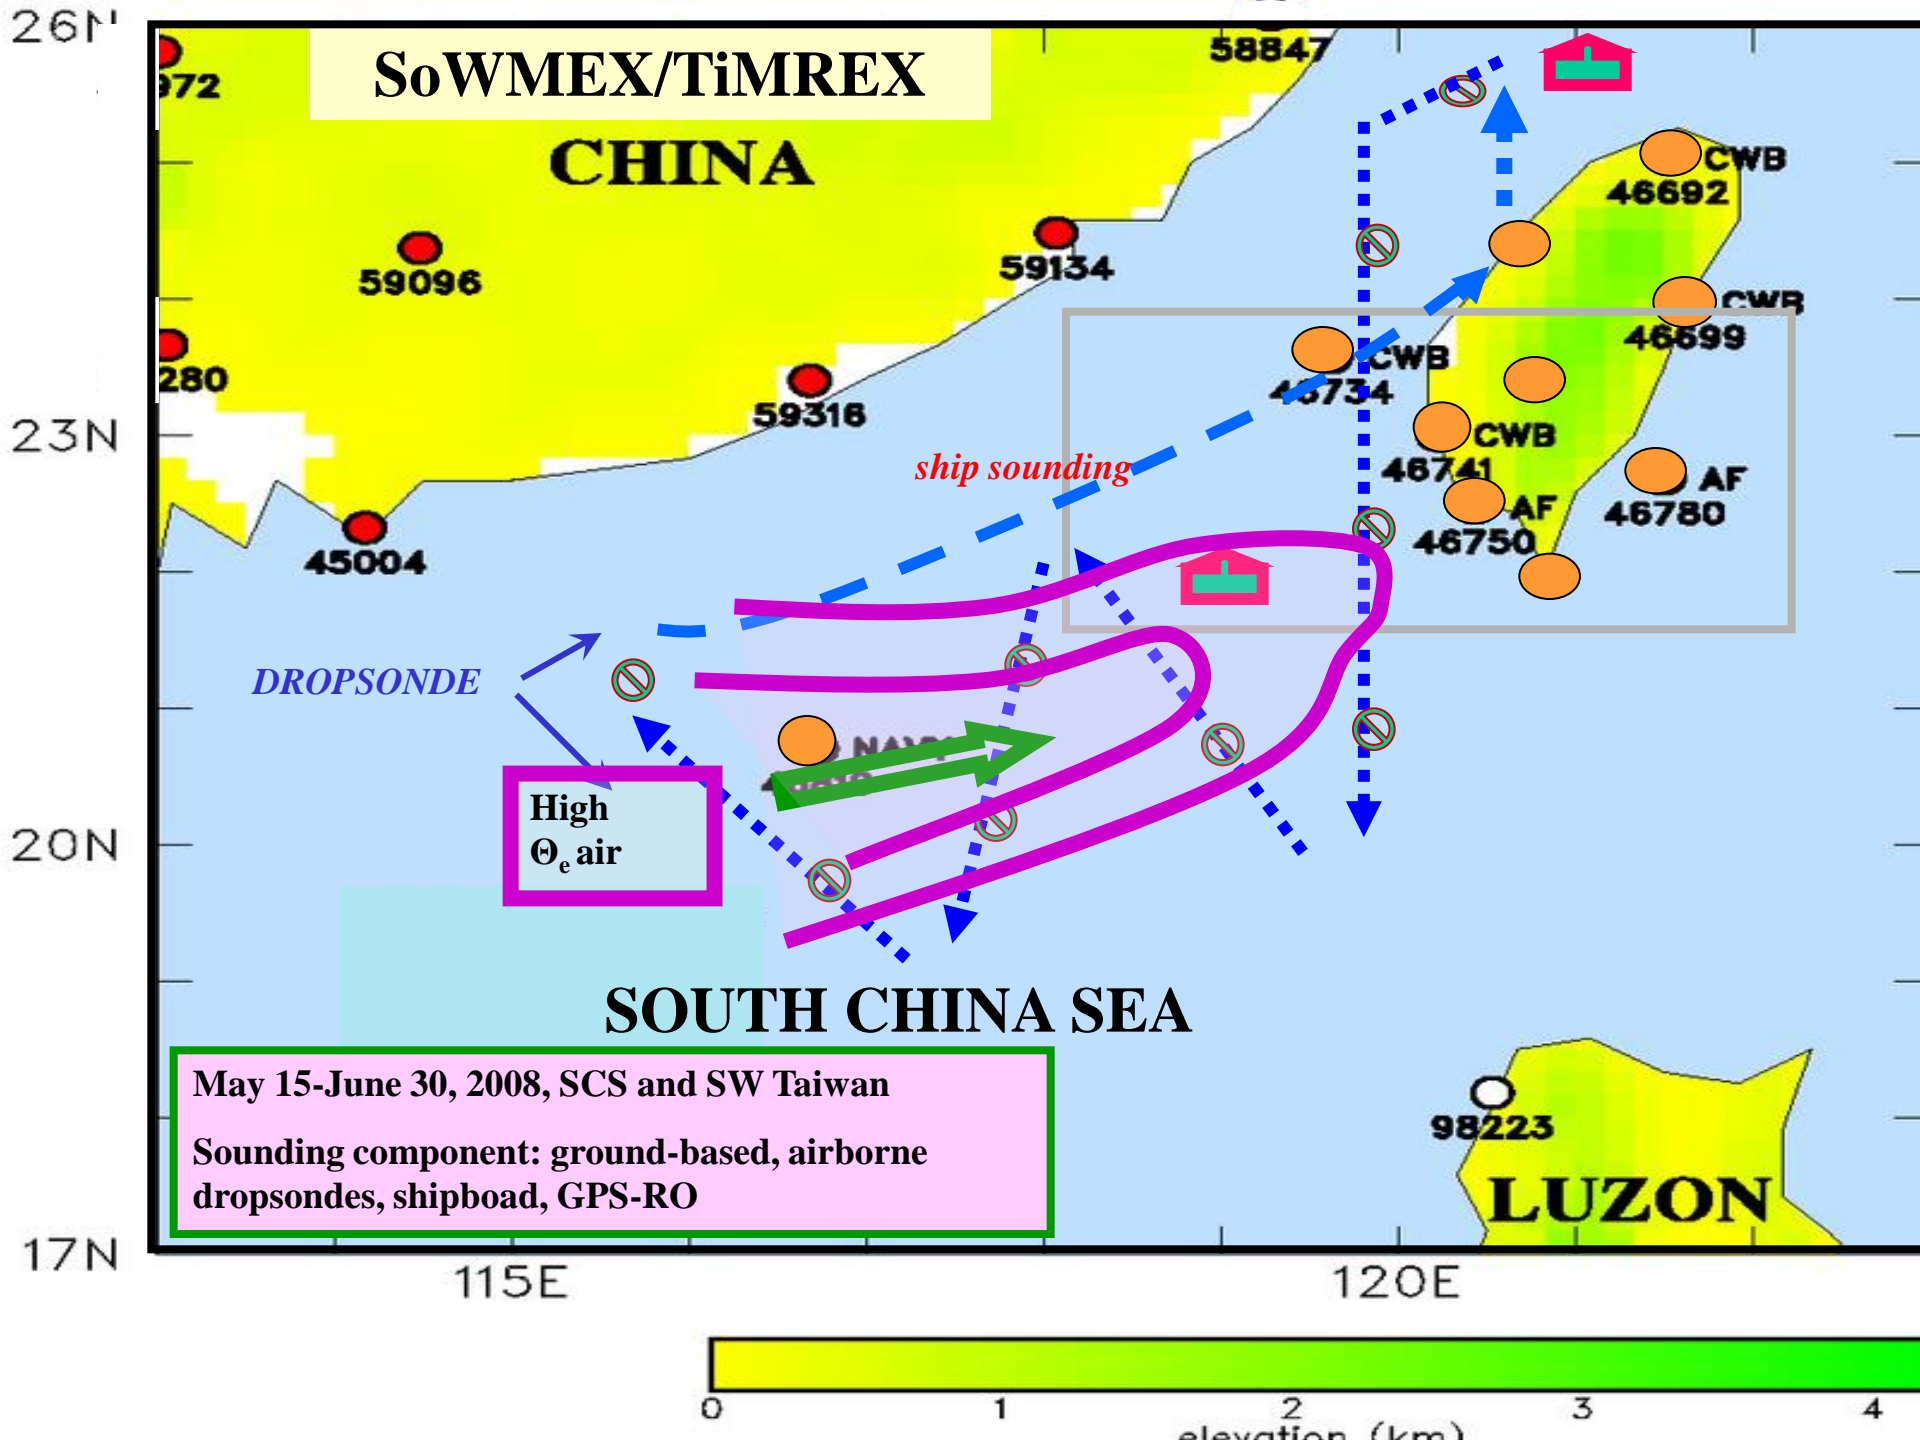 26N
SoWMEX/TiMREX
58847
972
CHINA
CWB
46692
59134
59096
CWB
46699
280
CWB
46734
59316
23N
CWB
46741
ship sounding
AF
46780
AF
46750
45004
DROPSONDE
High
Θe air
20N
SOUTH CHINA SEA
May 15-June 30, 2008, SCS and SW Taiwan
Sounding component: ground-based, airborne
dropsondes, shipboad, GPS-RO
98223
LUZON
17N
115E
120E
0 1 2 3 4
elevation (km)